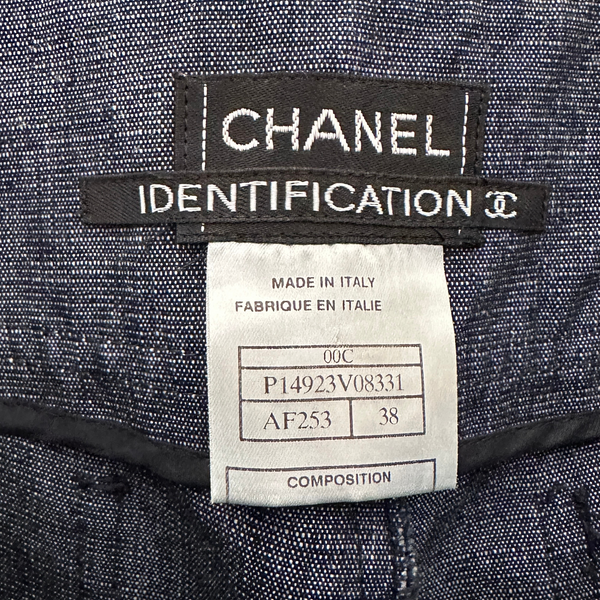 CHANEL
IDENTIFICATION
MADE IN ITALY
FABRIQUE EN ITALIE
00C
P14923V08331
AF253 38
COMPOSITION